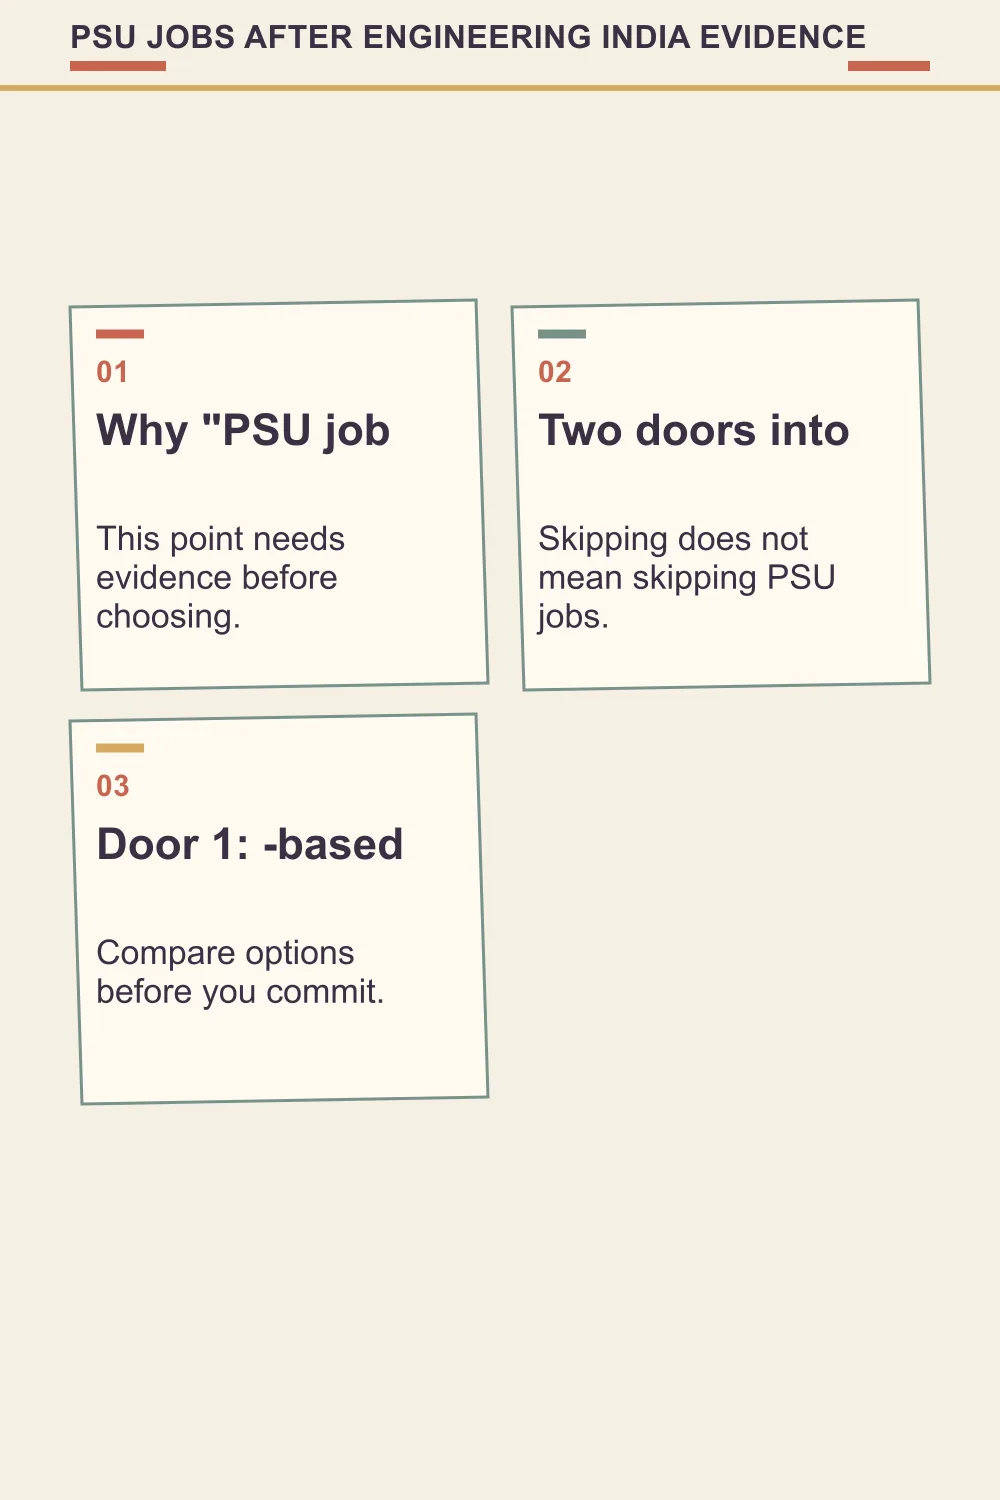 PSU JOBS AFTER ENGINEERING INDIA EVIDENCE
01
Why "PSU job
This point needs
evidence before
choosing.
02
Two doors into
Skipping does not
mean skipping PSU
jobs.
03
Door 1: -based
Compare options
before you commit.